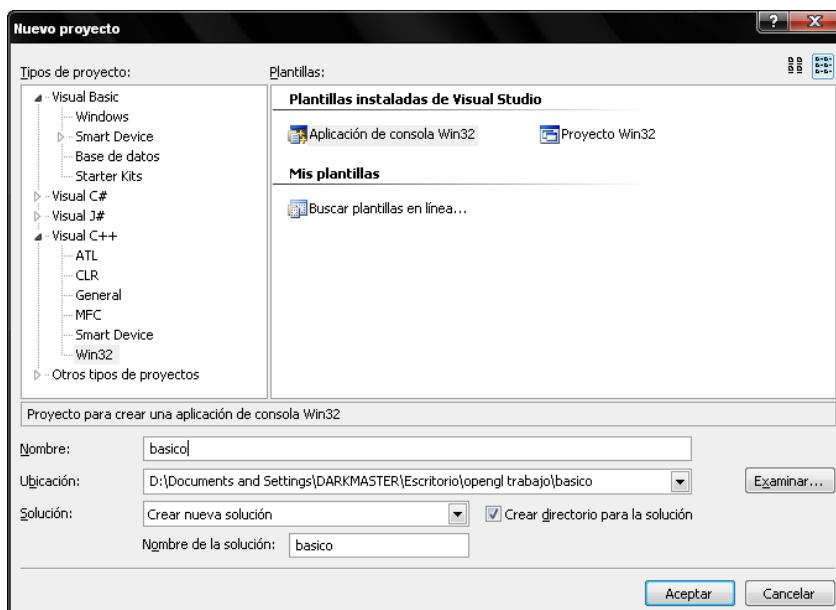 Nuevo proyecto
Tipos de proyecto:
Plantillas:
Visual Basic
Windows
Smart Device
Base de datos
Starter Kits
Visual C#
Visual J#
Visual C++
ATL
CLR
General
MFC
Smart Device
Win32
Otros tipos de proyectos
Plantillas instaladas de Visual Studio
Aplicación de consola Win32
Proyecto Win32
Mis plantillas
Buscar plantillas en línea...
Proyecto para crear una aplicación de consola Win32
Nombre: basico
Ubicación: D:\Documents and Settings\DARKMASTER\Escritorio\opengl trabajo\basico Examinar...
Solución: Crear nueva solución Crear directorio para la solución
Nombre de la solución: basico
Aceptar Cancelar